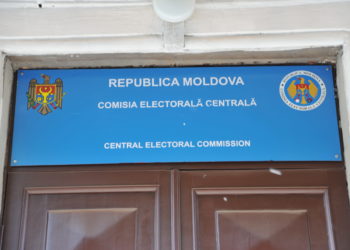 REPUBLICA MOLDOVA
COMISIA ELECTORALĂ CENTRALĂ
CENTRAL ELECTORAL COMMISSION